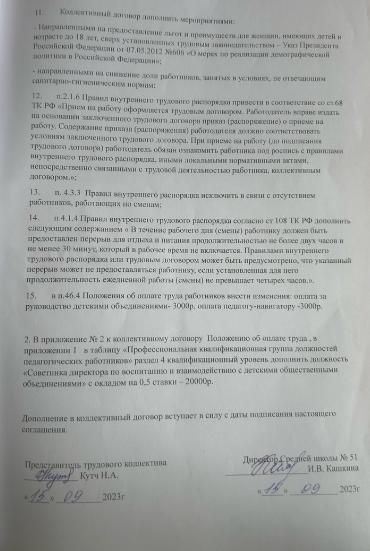 11. Коллективный договор дополнить мероприятиями:
- Направленными на предоставление льгот и преимуществ для женщин, имеющих детей в
возрасте до 18 лет, сверх установленных трудовым законодательством – Указ Президента
Российской Федерации от 07.05.2012 №606 «О мерах по реализации демографической
политики в Российской Федерации»;
- направленными на снижение доли работников, занятых в условиях, не отвечающим
санитарно-гигиеническим нормам;
12. п.2.1.6 Правил внутреннего трудового распорядка привести в соответствие со ст.68
ТК РФ «Прием на работу оформляется трудовым договором. Работодатель вправе издать
на основании заключенного трудового договора приказ (распоряжение) о приеме на
работу. Содержание приказа (распоряжения) работодателя должно соответствовать
условиям заключенного трудового договора. При приеме на работу (до подписания
трудового договора) работодатель обязан ознакомить работника под роспись с правилами
внутреннего трудового распорядка, иными локальными нормативными актами,
непосредственно связанными с трудовой деятельностью работника, коллективным
договором.»;
13. п. 4.3.3 Правил внутреннего распорядка исключить в связи с отсутствием
работников, работающих по сменам;
14. п.4.1.4 Правил внутреннего трудового распорядка согласно ст 108 ТК РФ дополнить
следующим содержанием « В течение рабочего дня (смены) работнику должен быть
предоставлен перерыв для отдыха и питания продолжительностью не более двух часов и
не менее 30 минут, который в рабочее время не включается. Правилами внутреннего
трудового распорядка или трудовым договором может быть предусмотрено, что указанный
перерыв может не предоставляться работнику, если установленная для него
продолжительность ежедневной работы (смены) не превышает четырех часов.».
15. в п.46.4 Положения об оплате труда работников внести изменения: оплата за
руководство детскими объединениями- 3000р, оплата педагогу-навигатору -3000р.
2. В приложение № 2 к коллективному договору Положению об оплате труда , в
приложении 1 в таблицу «Профессиональная квалификационная группа должностей
педагогических работников» раздел 4 квалификационный уровень дополнить должность
«Советника директора по воспитанию и взаимодействию с детскими общественными
объединениями» с окладом на 0,5 ставки – 20000р.
Дополнение в коллективный договор вступает в силу с даты подписания настоящего
соглашения.
Представитель трудового коллектива
Кутч Н.А.
« 15 » 09 2023г
Директор Средней школы № 51
И.В. Кашкина
« 15 » 09 2023г